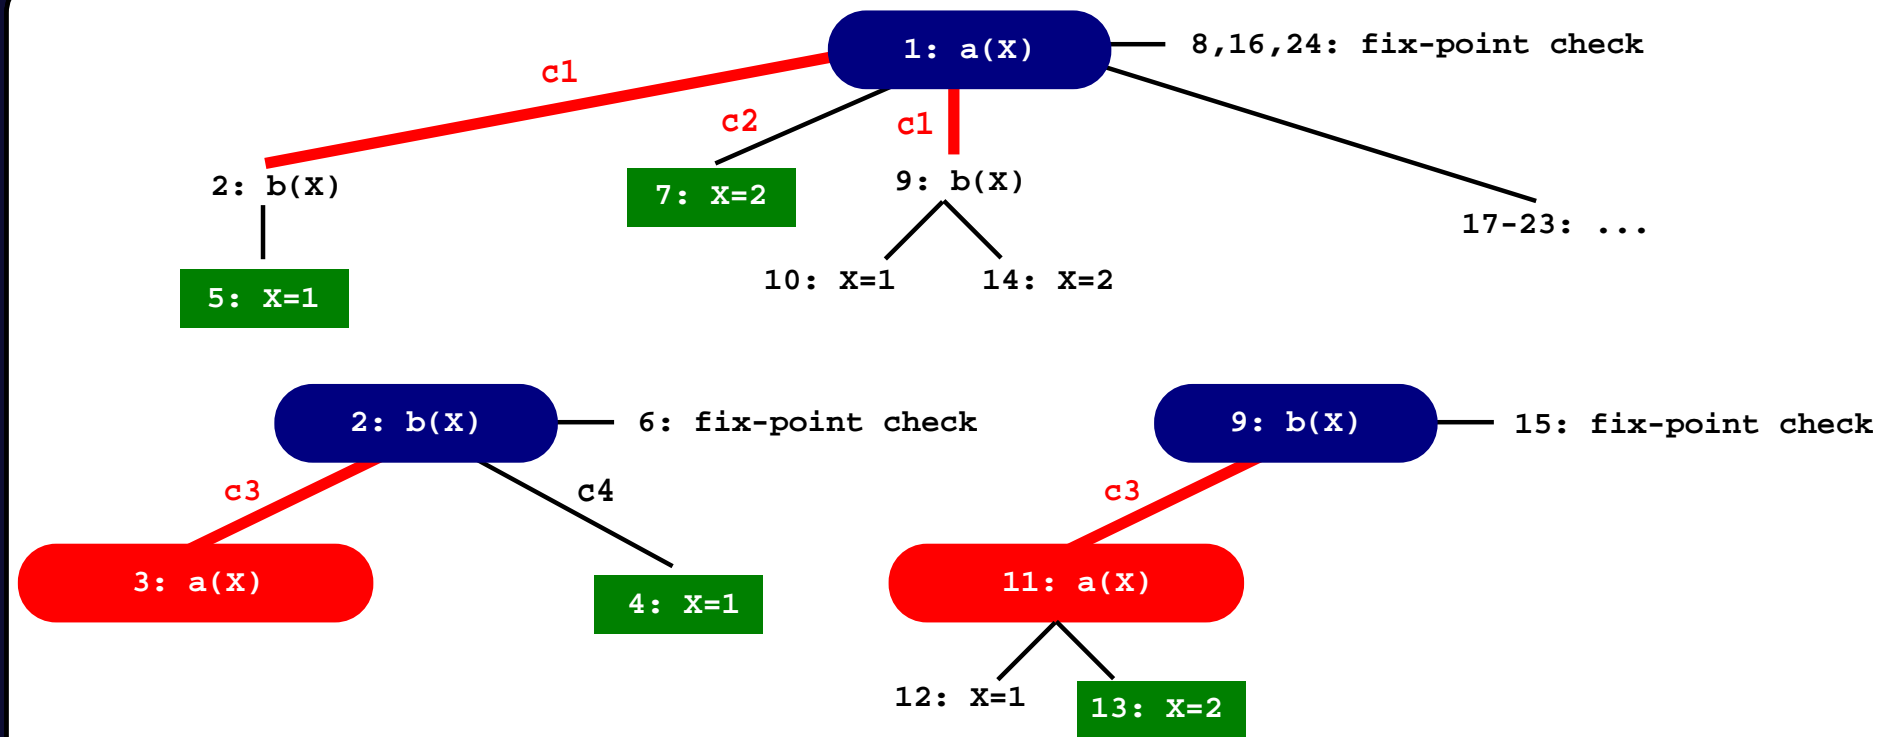 1: a(X)
8,16,24: fix-point check
c1
c2
c1
2: b(X)
7: X=2
9: b(X)
17-23: ...
5: X=1
10: X=1
14: X=2
2: b(X)
6: fix-point check
9: b(X)
15: fix-point check
c3
c4
c3
3: a(X)
4: X=1
11: a(X)
12: X=1
13: X=2